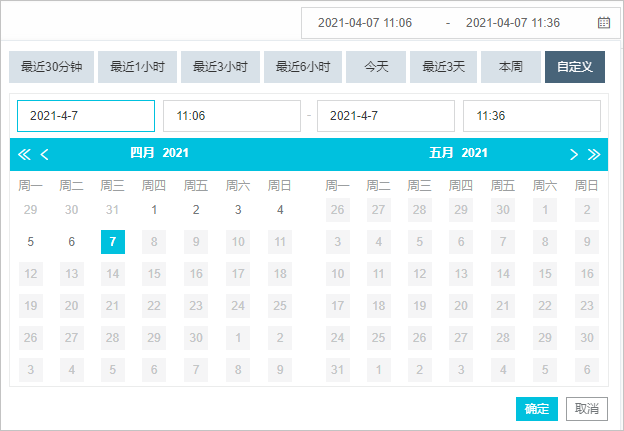 2021-04-07 11:06 - 2021-04-07 11:36
最近30分钟 最近1小时 最近3小时 最近6小时 今天 最近3天 本周 自定义
2021-4-7 11:06 - 2021-4-7 11:36
四月 2021 五月 2021
周一 周二 周三 周四 周五 周六 周日 周一 周二 周三 周四 周五 周六 周日
29 30 31 1 2 3 4 26 27 28 29 30 1 2
5 6 7 8 9 10 11 3 4 5 6 7 8 9
12 13 14 15 16 17 18 10 11 12 13 14 15 16
19 20 21 22 23 24 25 17 18 19 20 21 22 23
26 27 28 29 30 1 2 24 25 26 27 28 29 30
3 4 5 6 7 8 9 31 1 2 3 4 5 6
确定 取消